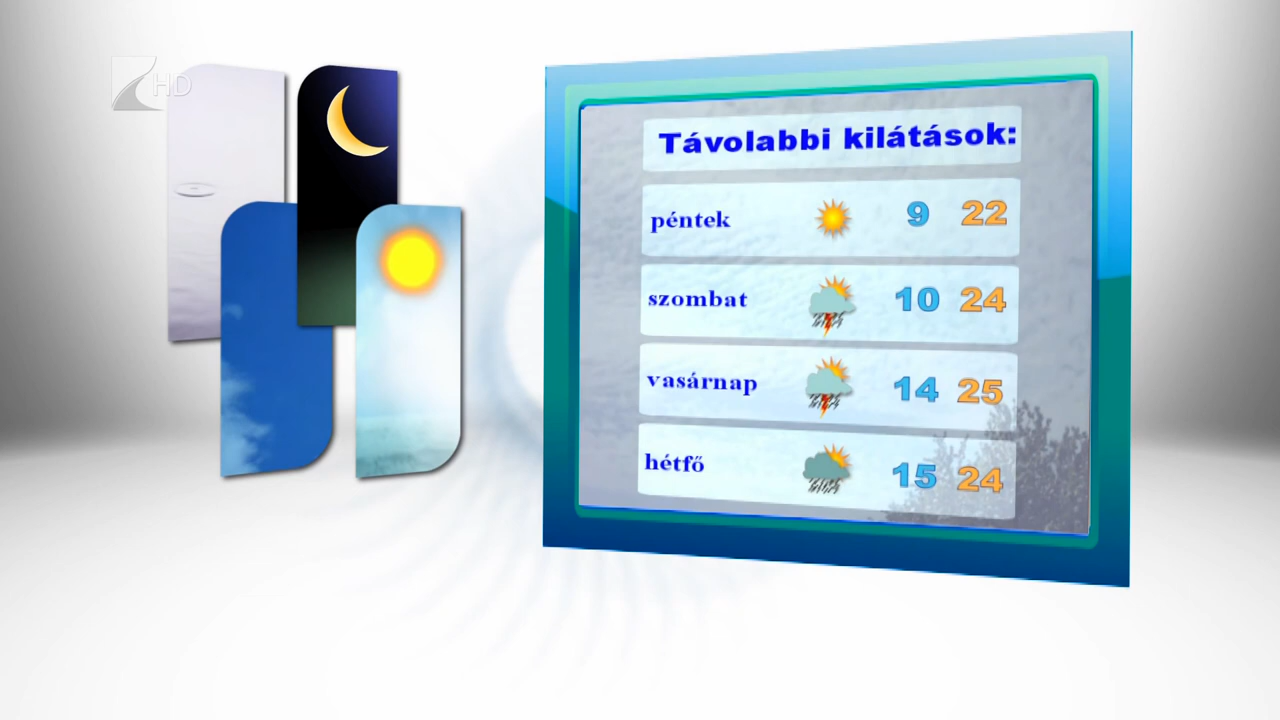 HD
Távolabbi kilátások:
péntek 9 22
szombat 10 24
vasárnap 14 25
hétfő 15 24